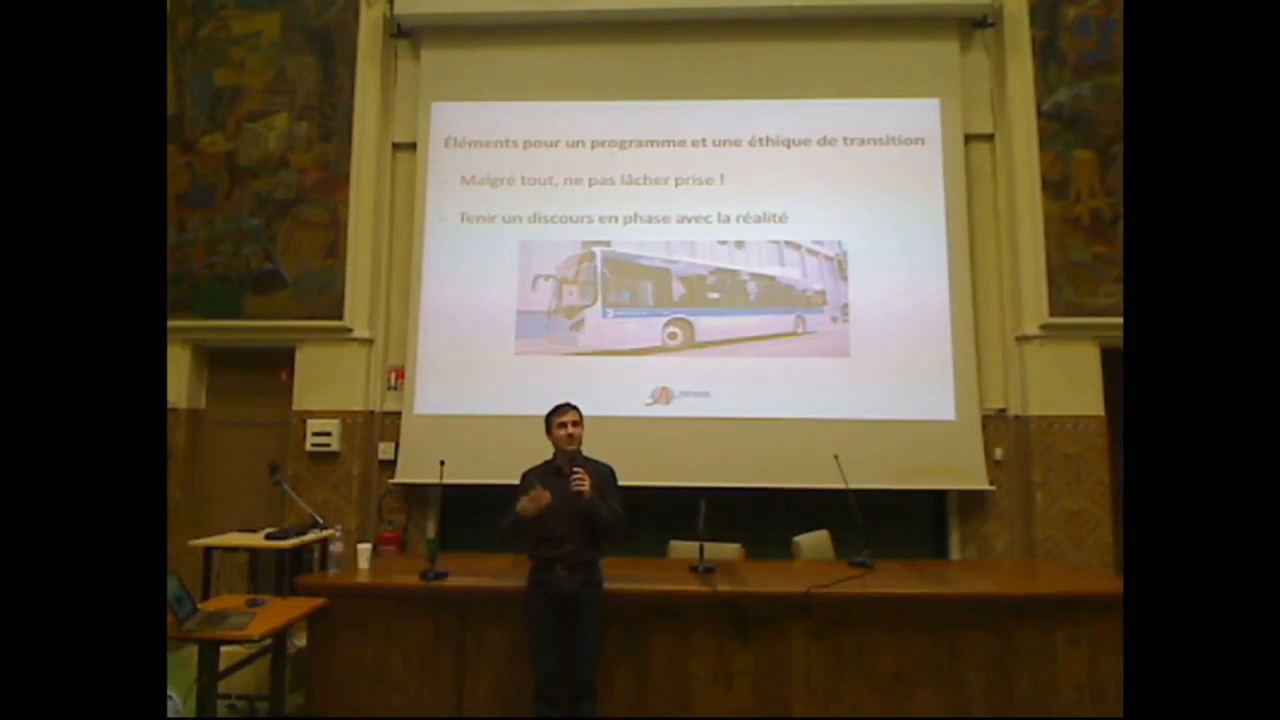 Éléments pour un programme et une éthique de transition
- Malgré tout, ne pas lâcher prise !
- Tenir un discours en phase avec la réalité